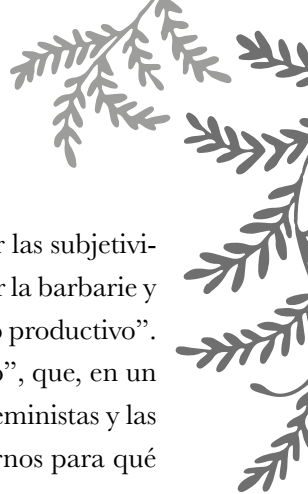 r las subjetivi-
r la barbarie y
o productivo”.
o”, que, en un
eministas y las
rnos para qué